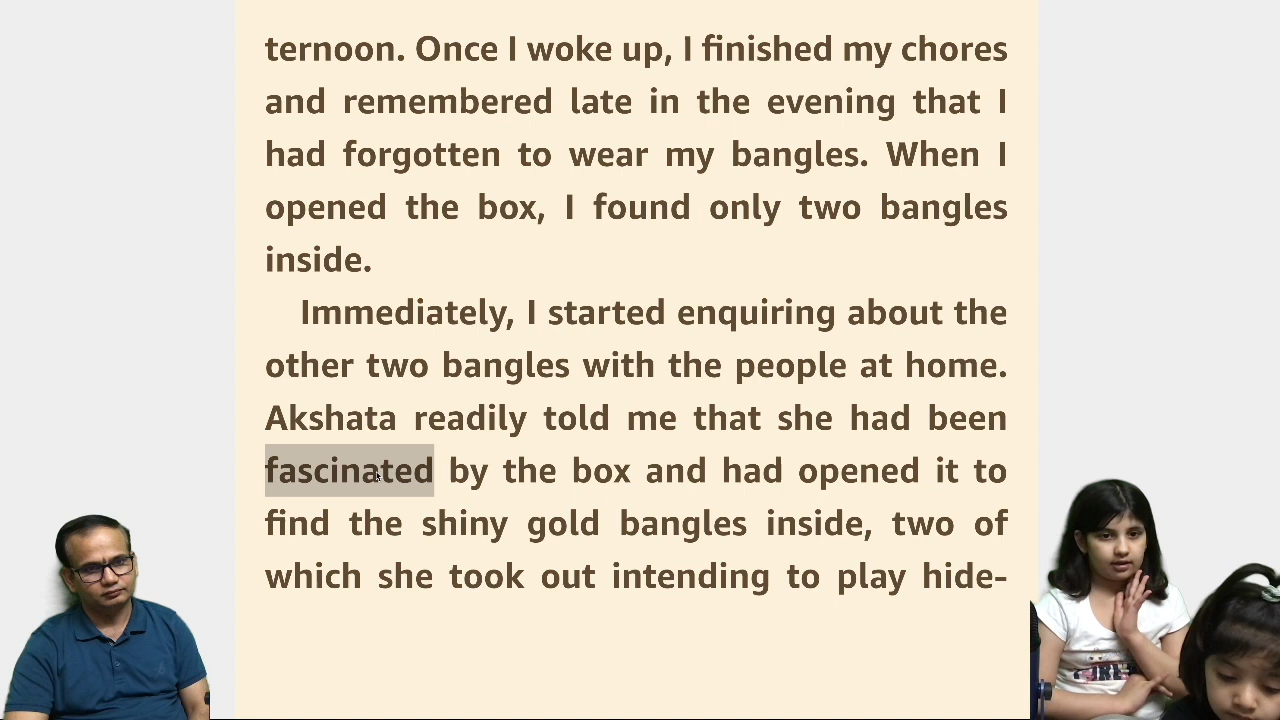 ternoon. Once I woke up, I finished my chores
and remembered late in the evening that I
had forgotten to wear my bangles. When I
opened the box, I found only two bangles
inside.
Immediately, I started enquiring about the
other two bangles with the people at home.
Akshata readily told me that she had been
fascinated by the box and had opened it to
find the shiny gold bangles inside, two of
which she took out intending to play hide-